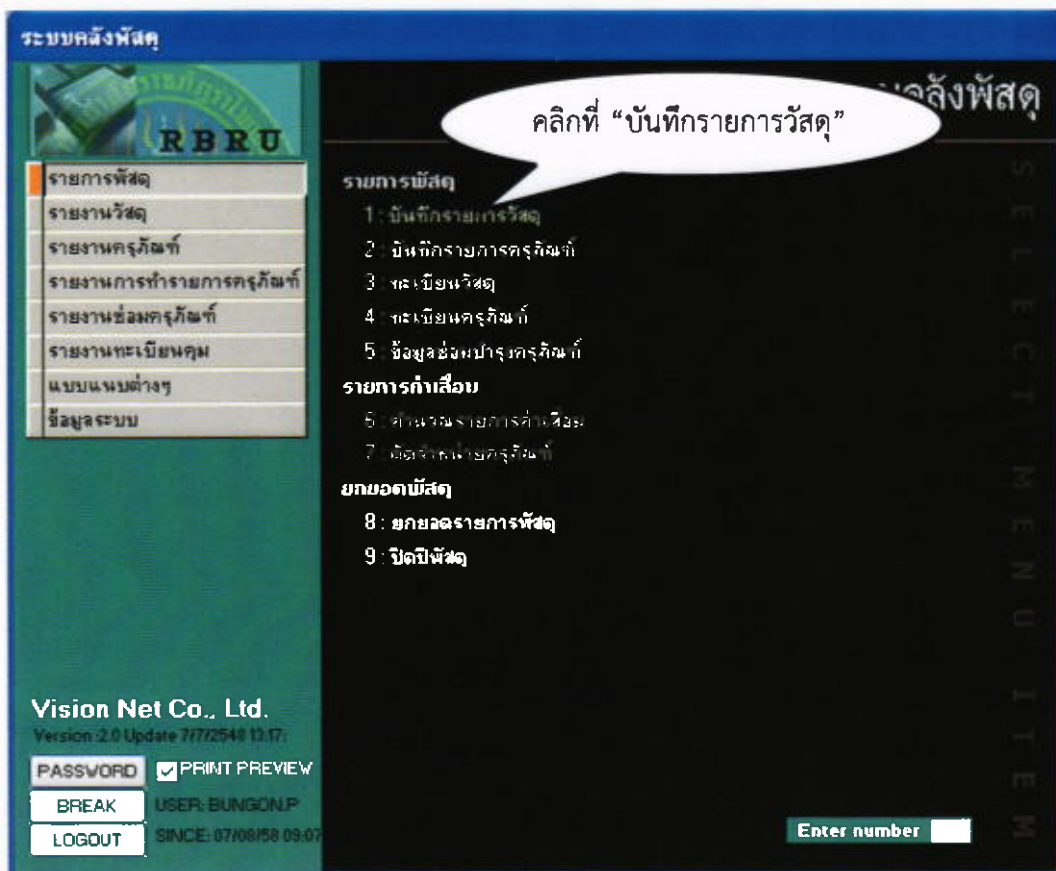 ระบบคลังพัสดุ
RBRU
คลังพัสดุ
คลิกที่ “บันทึกรายการวัสดุ”
รายการพัสดุ
รายงานวัสดุ
รายงานครุภัณฑ์
รายงานการทำรายการครุภัณฑ์
รายงานซ่อมครุภัณฑ์
รายงานทะเบียนคุม
แบบแนบต่างๆ
ข้อมูลระบบ
รายการพัสดุ
1 : บันทึกรายการวัสดุ
2 : บันทึกรายการครุภัณฑ์
3 : ทะเบียนวัสดุ
4 : ทะเบียนครุภัณฑ์
5 : ข้อมูลซ่อมบำรุงครุภัณฑ์
รายการค่าเสื่อม
6 : คำนวณรายการค่าเสื่อม
7 : ตัดจำหน่ายครุภัณฑ์
ยกยอดพัสดุ
8 : ยกยอดรายการพัสดุ
9 : ปิดปีพัสดุ
SELECT MENU ITEM
Vision Net Co., Ltd.
Version :2.0 Update 7/7/2548 13:17:
PASSWORD
PRINT PREVIEW
BREAK
USER: BUNGON.P
LOGOUT
SINCE: 07/08/58 09:07
Enter number